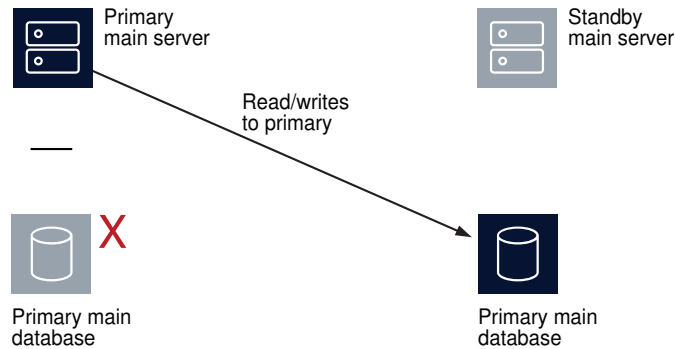 Primary
main server
Standby
main server
Read/writes
to primary
X
Primary main
database
Primary main
database